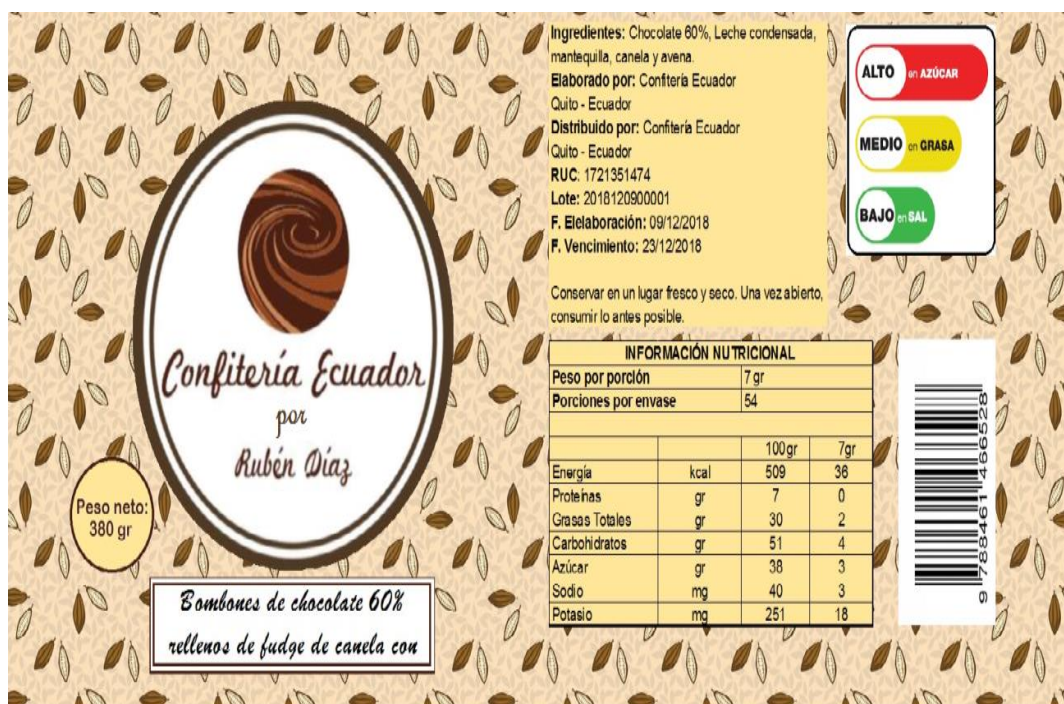 Confitería Ecuador
por
Rubén Díaz
Peso neto:
380 gr
Bombones de chocolate 60%
rellenos de fudge de canela con
Ingredientes: Chocolate 60%, Leche condensada,
mantequilla, canela y avena.
Elaborado por: Confitería Ecuador
Quito - Ecuador
Distribuido por: Confitería Ecuador
Quito - Ecuador
RUC: 1721351474
Lote: 2018120900001
F. Elelaboración: 09/12/2018
F. Vencimiento: 23/12/2018
Conservar en un lugar fresco y seco. Una vez abierto,
consumir lo antes posible.
ALTO en AZÚCAR
MEDIO en GRASA
BAJO en SAL
INFORMACIÓN NUTRICIONAL
Peso por porción 7 gr
Porciones por envase 54
100gr 7gr
Energía kcal 509 36
Proteínas gr 7 0
Grasas Totales gr 30 2
Carbohidratos gr 51 4
Azúcar gr 38 3
Sodio mg 40 3
Potasio mg 251 18
9 788461 466528